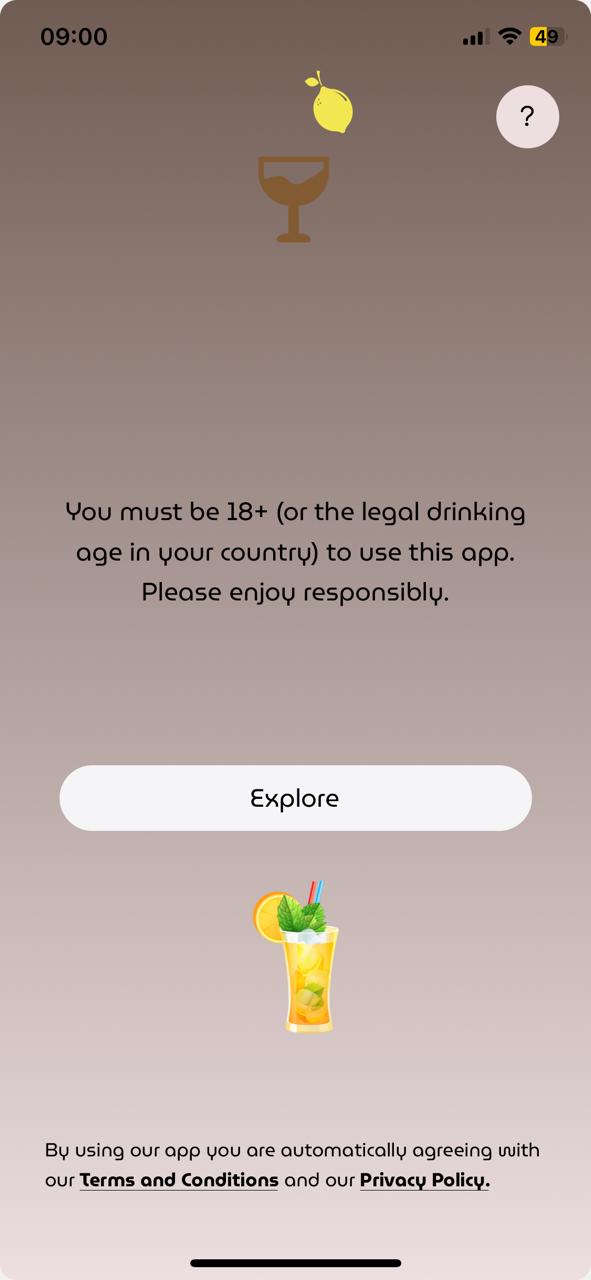 09:00
49
?
You must be 18+ (or the legal drinking
age in your country) to use this app.
Please enjoy responsibly.
Explore
By using our app you are automatically agreeing with
our Terms and Conditions and our Privacy Policy.